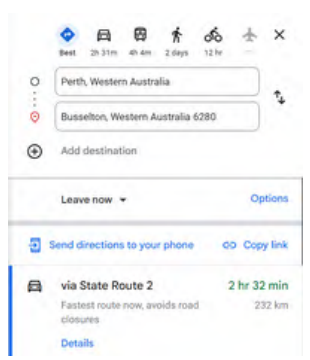 Best 2h 31m 4h 4m 2 days 12 hr
Perth, Western Australia
Busselton, Western Australia 6280
Add destination
Leave now Options
Send directions to your phone Copy link
via State Route 2 2 hr 32 min
Fastest route now, avoids road 232 km
closures
Details